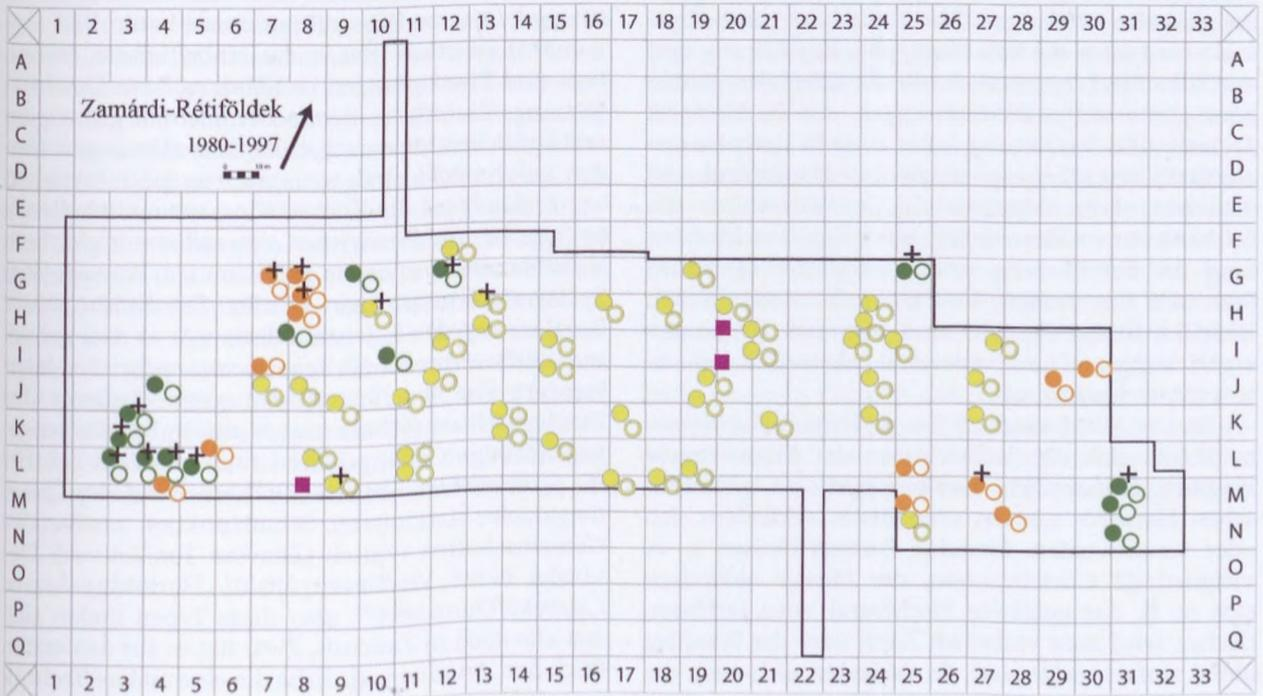 1 2 3 4 5 6 7 8 9 10 11 12 13 14 15 16 17 18 19 20 21 22 23 24 25 26 27 28 29 30 31 32 33
A A
B B
Zamárdi-Rétiföldek
C C
1980-1997
D D
0 10 m
E E
F F
G G
H H
I I
J J
K K
L L
M M
N N
O O
P P
Q Q
1 2 3 4 5 6 7 8 9 10 11 12 13 14 15 16 17 18 19 20 21 22 23 24 25 26 27 28 29 30 31 32 33